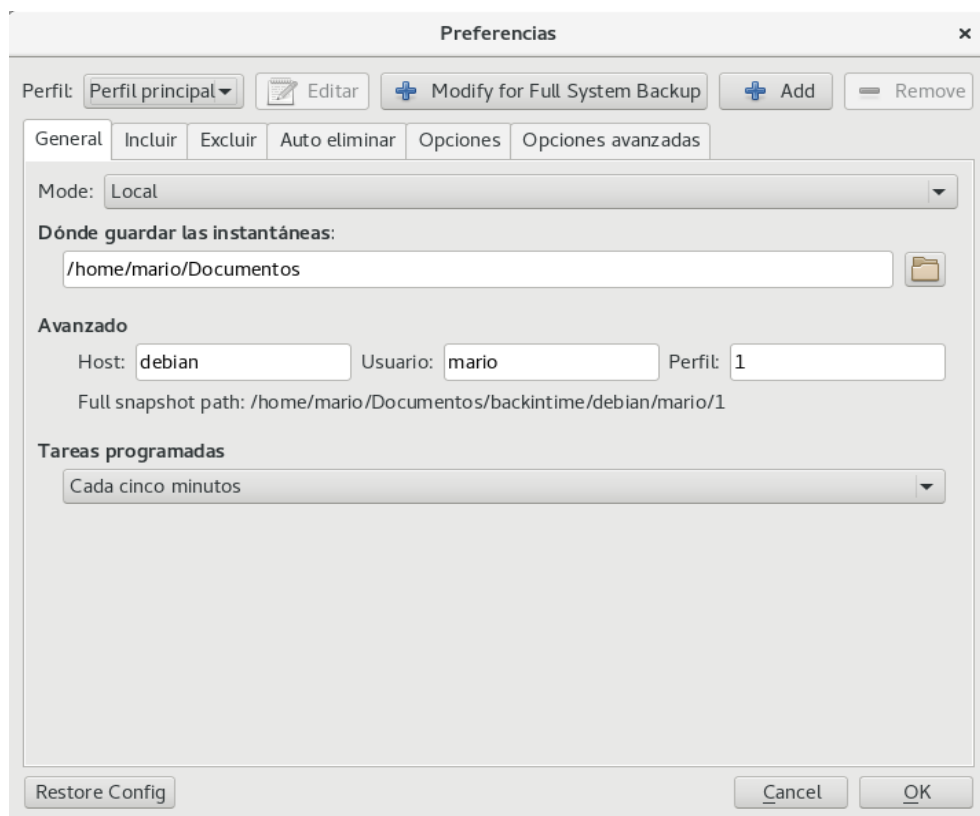 Preferencias
Perfil: Perfil principal Editar Modify for Full System Backup Add Remove
General Incluir Excluir Auto eliminar Opciones Opciones avanzadas
Mode: Local
Dónde guardar las instantáneas:
/home/mario/Documentos
Avanzado
Host: debian Usuario: mario Perfil: 1
Full snapshot path: /home/mario/Documentos/backintime/debian/mario/1
Tareas programadas
Cada cinco minutos
Restore Config Cancel OK